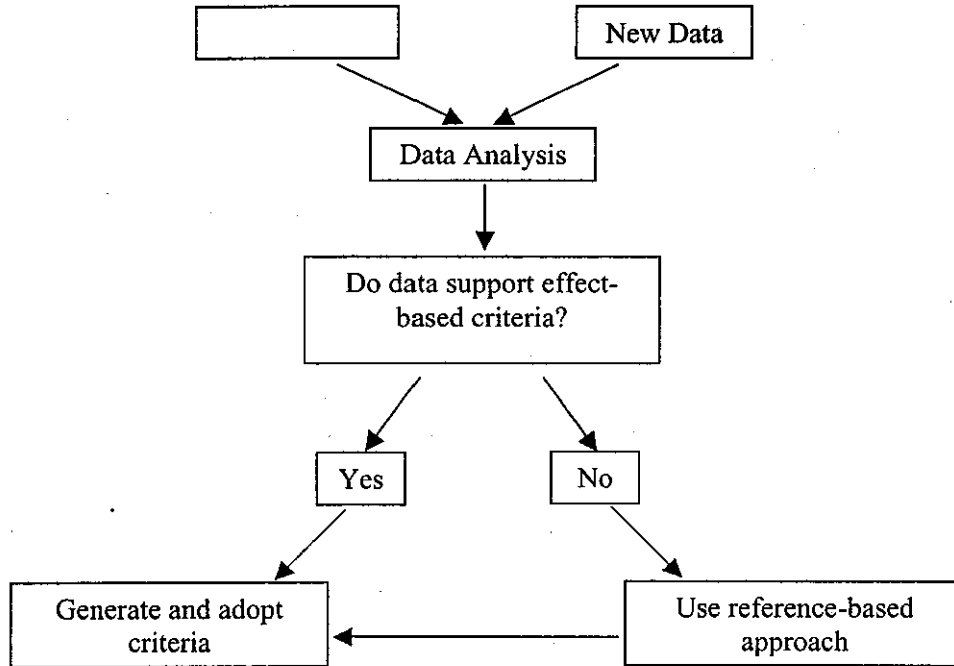 New Data
Data Analysis
Do data support effect-
based criteria?
Yes
No
Generate and adopt
criteria
Use reference-based
approach